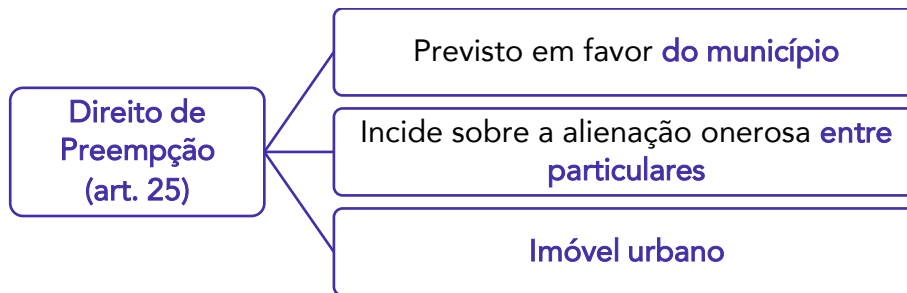 Direito de
Preempção
(art. 25)
Previsto em favor do município
Incide sobre a alienação onerosa entre
particulares
Imóvel urbano